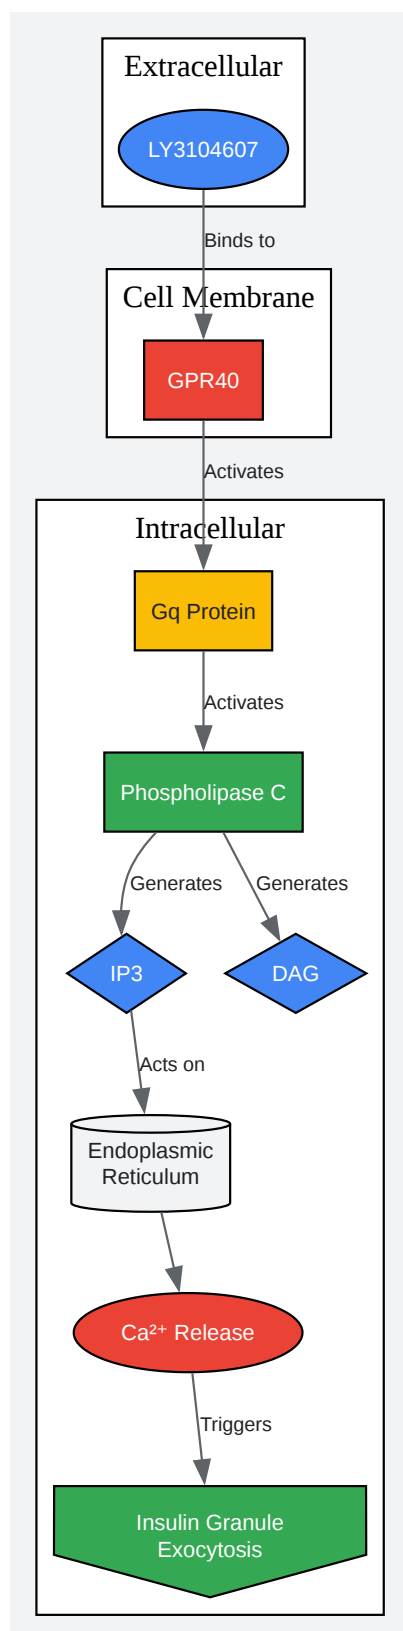 Extracellular
LY3104607
Binds to
Cell Membrane
GPR40
Activates
Intracellular
Gq Protein
Activates
Phospholipase C
Generates
Generates
IP3
DAG
Acts on
Endoplasmic
Reticulum
Ca²⁺ Release
Triggers
Insulin Granule
Exocytosis